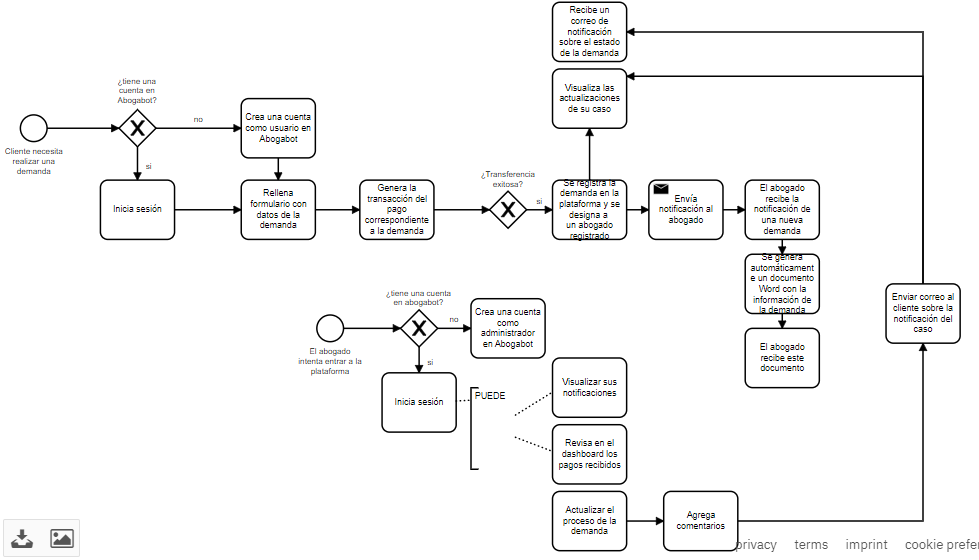 Recibe un
correo de
notificación
sobre el estado
de la demanda
Visualiza las
actualizaciones
de su caso
¿tiene una
cuenta en
Abogabot?
no
Crea una cuenta
como usuario en
Abogabot
Cliente necesita
realizar una
demanda
si
¿Transferencia
exitosa?
Inicia sesión
Rellena
formulario con
datos de la
demanda
Genera la
transacción del
pago
correspondiente
a la demanda
si
Se registra la
demanda en la
plataforma y se
designa a
un abogado
registrado
Envía
notificación al
abogado
El abogado
recibe la
notificación de
una nueva
demanda
Se genera
automáticament
e un documento
Word con la
información de
la demanda
El abogado
recibe este
documento
Enviar correo al
cliente sobre la
notificación del
caso
¿tiene una cuenta
en abogabot?
no
Crea una cuenta
como
administrador
en Abogabot
El abogado
intenta entrar a la
plataforma
si
Inicia sesión
PUEDE
Visualizar sus
notificaciones
Revisa en el
dashboard los
pagos recibidos
Actualizar el
proceso de la
demanda
Agrega
comentarios
privacy terms imprint cookie prefer